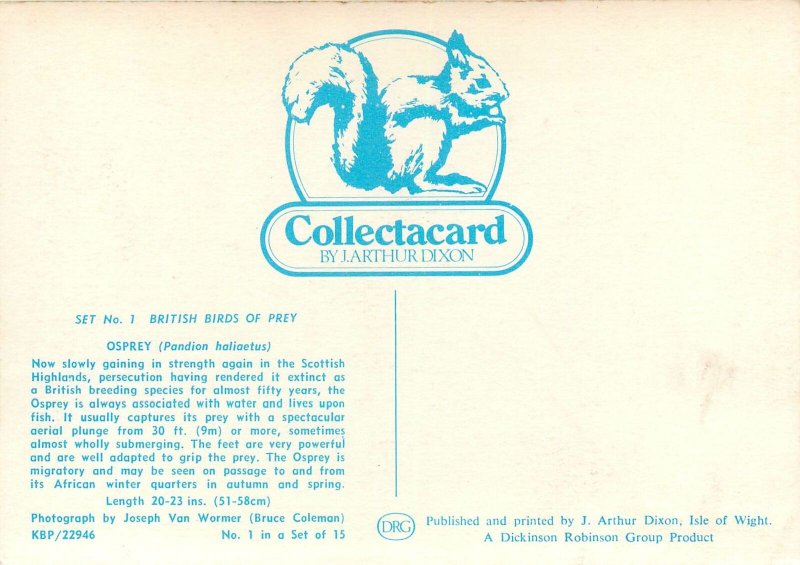 Collectacard
BY J. ARTHUR DIXON
SET No. 1 BRITISH BIRDS OF PREY
OSPREY (Pandion haliaetus)
Now slowly gaining in strength again in the Scottish
Highlands, persecution having rendered it extinct as
a British breeding species for almost fifty years, the
Osprey is always associated with water and lives upon
fish. It usually captures its prey with a spectacular
aerial plunge from 30 ft. (9m) or more, sometimes
almost wholly submerging. The feet are very powerful
and are well adapted to grip the prey. The Osprey is
migratory and may be seen on passage to and from
its African winter quarters in autumn and spring.
Length 20-23 ins. (51-58cm)
Photograph by Joseph Van Wormer (Bruce Coleman)
KBP/22946 No. 1 in a Set of 15
DRG
Published and printed by J. Arthur Dixon, Isle of Wight.
A Dickinson Robinson Group Product